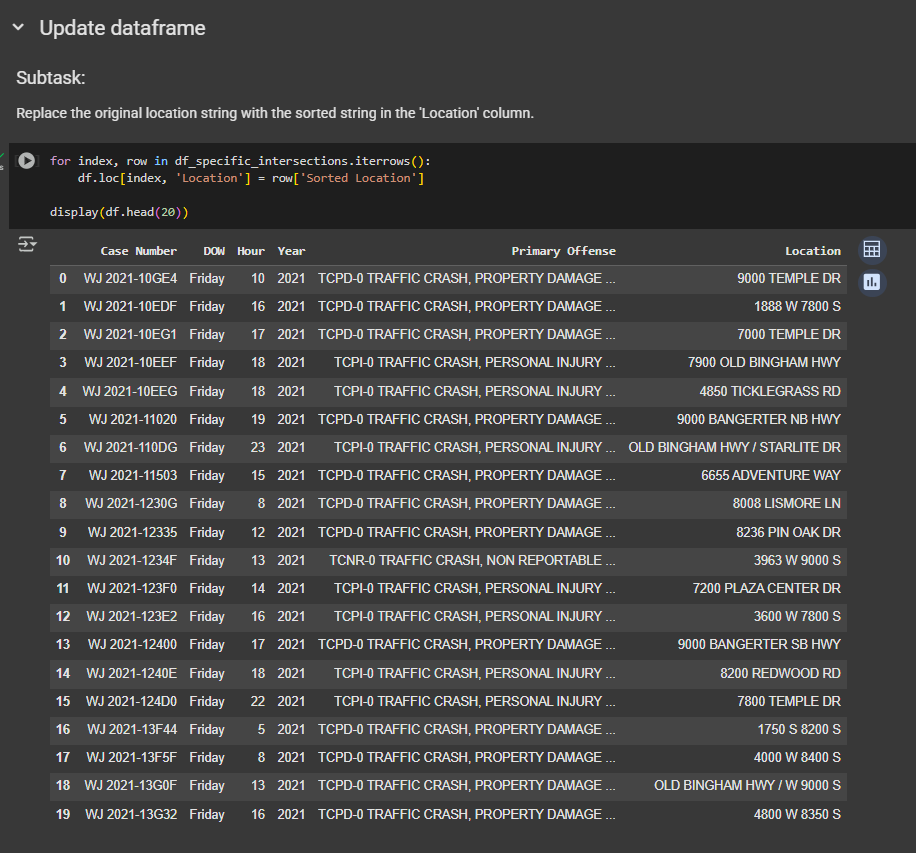 Update dataframe
Subtask:
Replace the original location string with the sorted string in the 'Location' column.
for index, row in df_specific_intersections.iterrows():
    df.loc[index, 'Location'] = row['Sorted Location']
display(df.head(20))
Case Number DOW Hour Year Primary Offense Location
0 WJ 2021-10GE4 Friday 10 2021 TCPD-0 TRAFFIC CRASH, PROPERTY DAMAGE ... 9000 TEMPLE DR
1 WJ 2021-10EDF Friday 16 2021 TCPD-0 TRAFFIC CRASH, PROPERTY DAMAGE ... 1888 W 7800 S
2 WJ 2021-10EG1 Friday 17 2021 TCPD-0 TRAFFIC CRASH, PROPERTY DAMAGE ... 7000 TEMPLE DR
3 WJ 2021-10EEF Friday 18 2021 TCPI-0 TRAFFIC CRASH, PERSONAL INJURY ... 7900 OLD BINGHAM HWY
4 WJ 2021-10EEG Friday 18 2021 TCPI-0 TRAFFIC CRASH, PERSONAL INJURY ... 4850 TICKLEGRASS RD
5 WJ 2021-11020 Friday 19 2021 TCPD-0 TRAFFIC CRASH, PROPERTY DAMAGE ... 9000 BANGERTER NB HWY
6 WJ 2021-110DG Friday 23 2021 TCPI-0 TRAFFIC CRASH, PERSONAL INJURY ... OLD BINGHAM HWY / STARLITE DR
7 WJ 2021-11503 Friday 15 2021 TCPD-0 TRAFFIC CRASH, PROPERTY DAMAGE ... 6655 ADVENTURE WAY
8 WJ 2021-1230G Friday 8 2021 TCPD-0 TRAFFIC CRASH, PROPERTY DAMAGE ... 8008 LISMORE LN
9 WJ 2021-12335 Friday 12 2021 TCPD-0 TRAFFIC CRASH, PROPERTY DAMAGE ... 8236 PIN OAK DR
10 WJ 2021-1234F Friday 13 2021 TCNR-0 TRAFFIC CRASH, NON REPORTABLE ... 3963 W 9000 S
11 WJ 2021-123F0 Friday 14 2021 TCPI-0 TRAFFIC CRASH, PERSONAL INJURY ... 7200 PLAZA CENTER DR
12 WJ 2021-123E2 Friday 16 2021 TCPI-0 TRAFFIC CRASH, PERSONAL INJURY ... 3600 W 7800 S
13 WJ 2021-12400 Friday 17 2021 TCPD-0 TRAFFIC CRASH, PROPERTY DAMAGE ... 9000 BANGERTER SB HWY
14 WJ 2021-1240E Friday 18 2021 TCPI-0 TRAFFIC CRASH, PERSONAL INJURY ... 8200 REDWOOD RD
15 WJ 2021-124D0 Friday 22 2021 TCPI-0 TRAFFIC CRASH, PERSONAL INJURY ... 7800 TEMPLE DR
16 WJ 2021-13F44 Friday 5 2021 TCPD-0 TRAFFIC CRASH, PROPERTY DAMAGE ... 1750 S 8200 S
17 WJ 2021-13F5F Friday 8 2021 TCPD-0 TRAFFIC CRASH, PROPERTY DAMAGE ... 4000 W 8400 S
18 WJ 2021-13G0F Friday 13 2021 TCPD-0 TRAFFIC CRASH, PROPERTY DAMAGE ... OLD BINGHAM HWY / W 9000 S
19 WJ 2021-13G32 Friday 16 2021 TCPD-0 TRAFFIC CRASH, PROPERTY DAMAGE ... 4800 W 8350 S